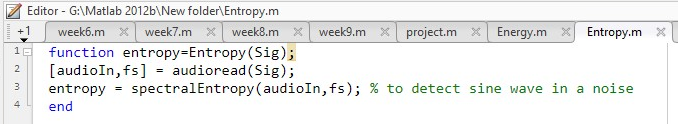 Editor - G:\Matlab 2012b\New folder\Entropy.m
+1 week6.m × week7.m × week8.m × week9.m × project.m × Energy.m × Entropy.m ×
1 function entropy=Entropy(Sig);
2 [audioIn,fs] = audioread(Sig);
3 entropy = spectralEntropy(audioIn,fs); % to detect sine wave in a noise
4 end